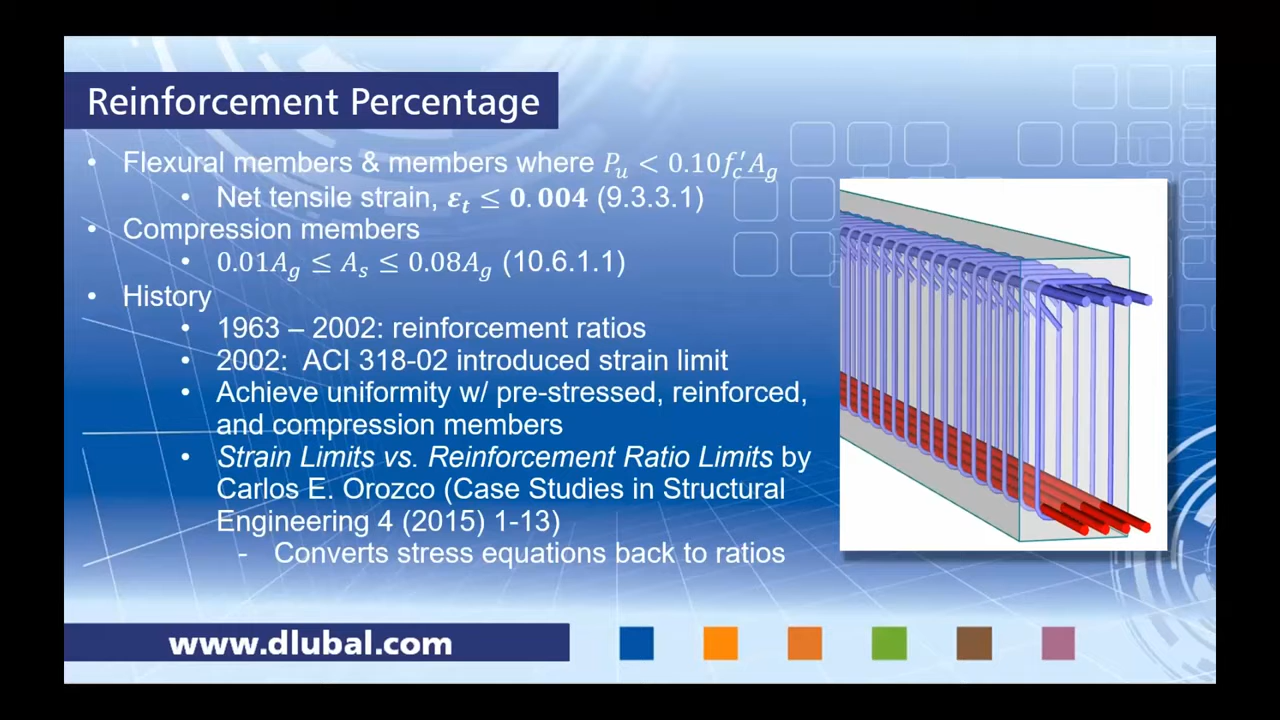 Reinforcement Percentage
• Flexural members & members where 𝑃ᵤ < 0.10𝑓𝑐′𝐴𝑔
• Net tensile strain, 𝜺𝒕 ≤ 𝟎.𝟎𝟎𝟒 (9.3.3.1)
• Compression members
• 0.01𝐴𝑔 ≤ 𝐴𝑠 ≤ 0.08𝐴𝑔 (10.6.1.1)
• History
• 1963 – 2002: reinforcement ratios
• 2002: ACI 318-02 introduced strain limit
• Achieve uniformity w/ pre-stressed, reinforced,
and compression members
• Strain Limits vs. Reinforcement Ratio Limits by
Carlos E. Orozco (Case Studies in Structural
Engineering 4 (2015) 1-13)
- Converts stress equations back to ratios
www.dlubal.com